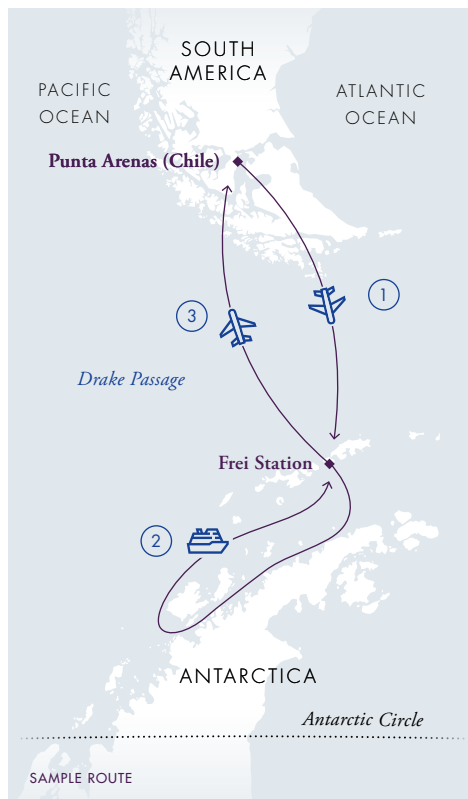 SOUTH
AMERICA
PACIFIC
OCEAN
ATLANTIC
OCEAN
Punta Arenas (Chile)
1
3
Drake Passage
Frei Station
2
ANTARCTICA
Antarctic Circle
SAMPLE ROUTE